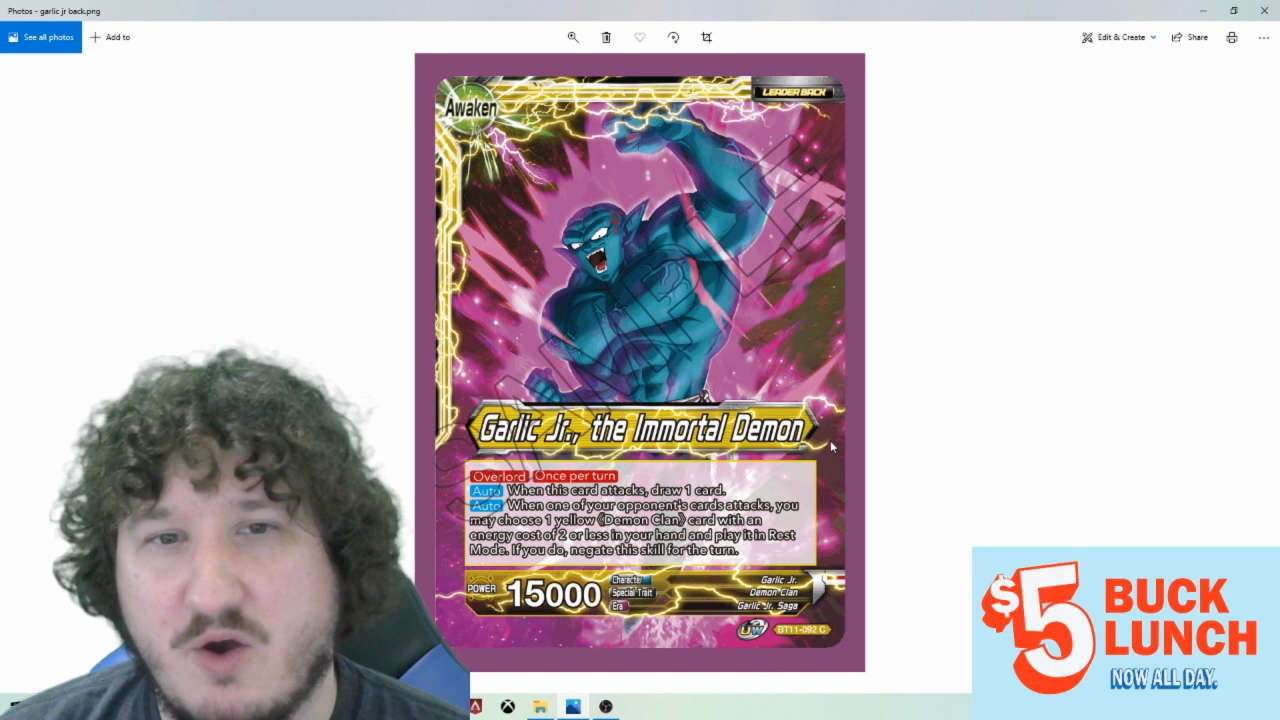 Photos - garlic jr back.png
See all photos
Add to
Edit & Create
Share
Awaken
LEADER BACK
SAMPLE
Garlic Jr., the Immortal Demon
Overlord Once per turn
Auto When this card attacks, draw 1 card.
Auto When one of your opponent's cards attacks, you
may choose 1 yellow 《Demon Clan》 card with an
energy cost of 2 or less in your hand and play it in Rest
Mode. If you do, negate this skill for the turn.
POWER 15000
Character Garlic Jr.
Special Trait Demon Clan
Era Garlic Jr. Saga
UW BT11-092 C
$5 BUCK
LUNCH
NOW ALL DAY.